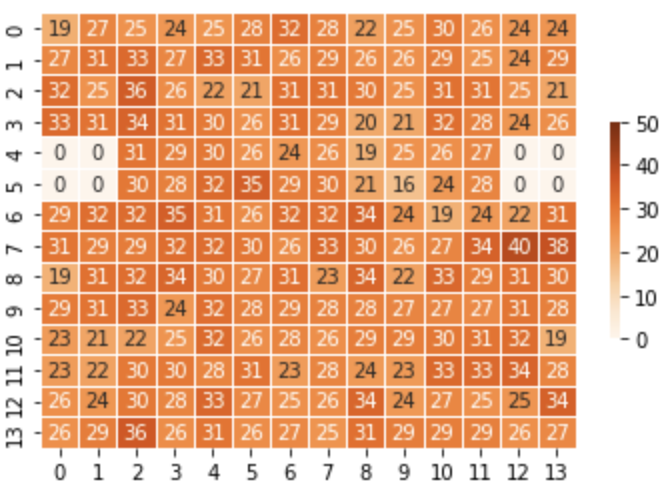 0 19 27 25 24 25 28 32 28 22 25 30 26 24 24
1 27 31 33 27 33 31 26 29 26 26 29 25 24 29
2 32 25 36 26 22 21 31 31 30 25 31 31 25 21
3 33 31 34 31 30 26 31 29 20 21 32 28 24 26
4 0 0 31 29 30 26 24 26 19 25 26 27 0 0
5 0 0 30 28 32 35 29 30 21 16 24 28 0 0
6 29 32 32 35 31 26 32 32 34 24 19 24 22 31
7 31 29 29 32 32 30 26 33 30 26 27 34 40 38
8 19 31 32 34 30 27 31 23 34 22 33 29 31 30
9 29 31 33 24 32 28 29 28 28 27 27 27 31 28
10 23 21 22 25 32 26 28 26 29 29 30 31 32 19
11 23 22 30 30 28 31 23 28 24 23 33 33 34 28
12 26 24 30 28 33 27 25 26 34 24 27 25 25 34
13 26 29 36 26 31 26 27 25 31 29 29 29 26 27
0 1 2 3 4 5 6 7 8 9 10 11 12 13
50
40
30
20
10
0